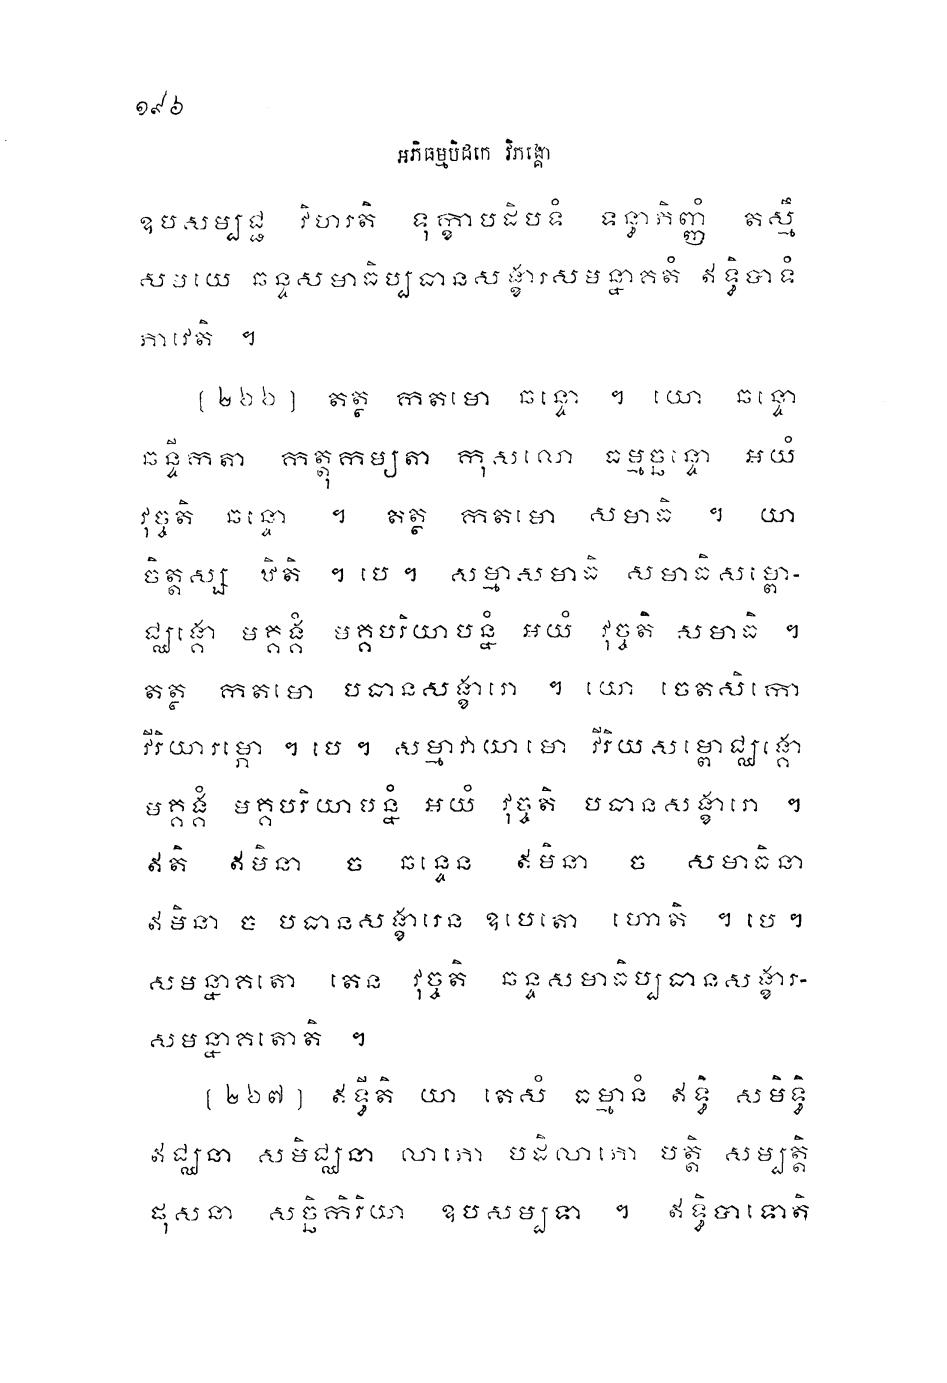 ១៩៦
អភិធម្មបិដកេ វិភង្គោ
ឧបសម្បជ្ជ វិហរតិ ទុក្ខាបដិបទំ ទន្ធាភិញ្ញំ តស្មឹ
សមយេ ឆន្ទសមាធិប្បធានសង្ខារសមន្នាគតំ ឥទ្ធិបាទំ
ភាវេតិ ។
[២៦៦] តត្ថ កតមោ ឆន្ទោ ។ យោ ឆន្ទោ
ឆន្ទីកតា កត្តុកម្យតា កុសលោ ធម្មច្ឆន្ទោ អយំ
វុច្ចតិ ឆន្ទោ ។ តត្ថ កតមោ សមាធិ ។ យា
ចិត្តស្ស ឋិតិ ។ បេ ។ សម្មាសមាធិ សមាធិសម្ពោ-
ជ្ឈង្គោ មគ្គង្គំ មគ្គបរិយាបន្នំ អយំ វុច្ចតិ សមាធិ ។
តត្ថ កតមោ បធានសង្ខារោ ។ យោ ចេតសិកោ
វីរិយារម្ភោ ។ បេ ។ សម្មាវាយាមោ វីរិយសម្ពោជ្ឈង្គោ
មគ្គង្គំ មគ្គបរិយាបន្នំ អយំ វុច្ចតិ បធានសង្ខារោ ។
ឥតិ ឥមិនា ច ឆន្ទេន ឥមិនា ច សមាធិនា
ឥមិនា ច បធានសង្ខារេន ឧបេតោ ហោតិ ។ បេ ។
សមន្នាគតោ តេន វុច្ចតិ ឆន្ទសមាធិប្បធានសង្ខារ-
សមន្នាគតោតិ ។
[២៦៧] ឥទ្ធីតិ យា តេសំ ធម្មានំ ឥទ្ធិ សមិទ្ធិ
ឥជ្ឈនា សមិជ្ឈនា លាភោ បដិលាភោ បត្តិ សម្បត្តិ
ផុសនា សច្ឆិកិរិយា ឧបសម្បទា ។ ឥទ្ធិបាទោតិ